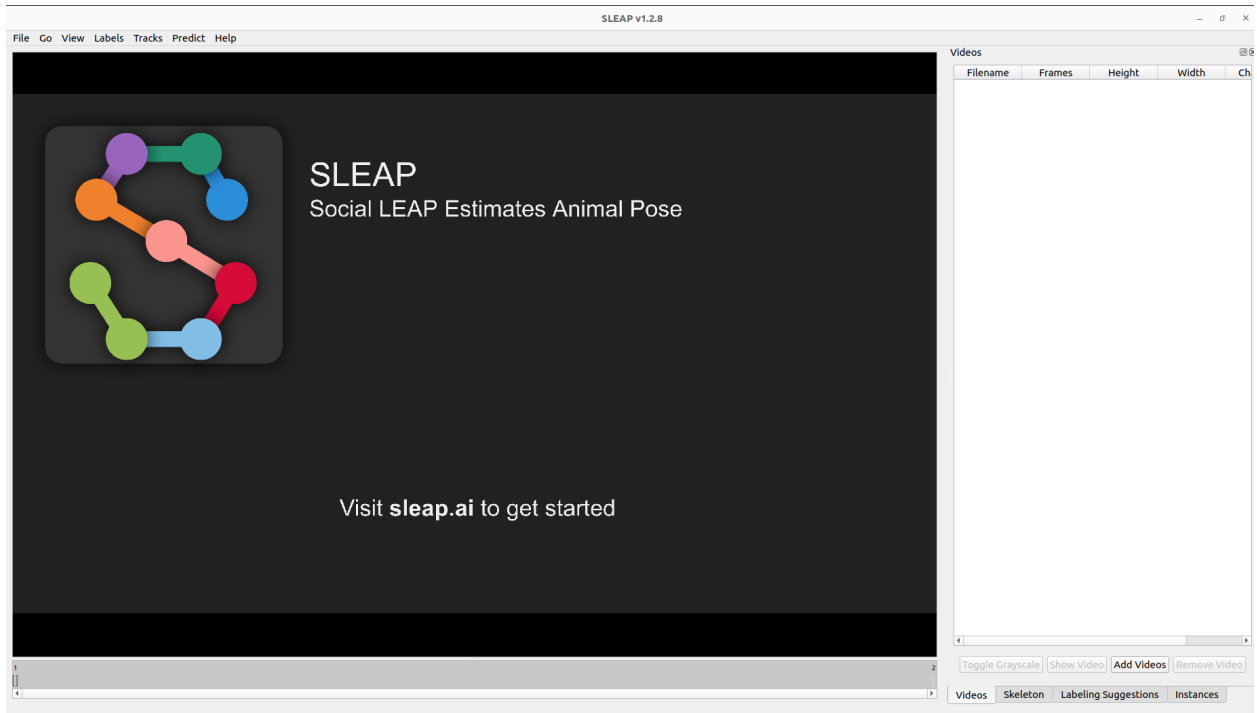 SLEAP v1.2.8
File Go View Labels Tracks Predict Help
Videos
Filename Frames Height Width Ch
SLEAP
Social LEAP Estimates Animal Pose
Visit sleap.ai to get started
1 2
Toggle Grayscale Show Video Add Videos Remove Video
Videos Skeleton Labeling Suggestions Instances